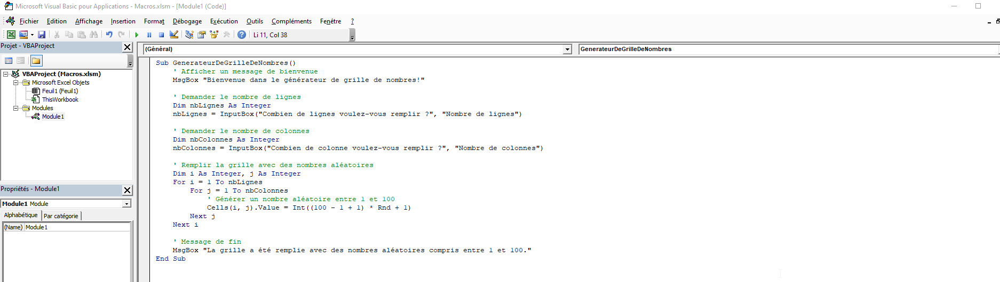 Microsoft Visual Basic pour Applications - Macros.xlsm - [Module1 (Code)]
Fichier Edition Affichage Insertion Format Débogage Exécution Outils Compléments Fenêtre ?
Li 11, Col 38
Projet - VBAProject
VBAProject (Macros.xlsm)
Microsoft Excel Objets
Feuil1 (Feuil1)
ThisWorkbook
Modules
Module1
Propriétés - Module1
Module1 Module
Alphabétique Par catégorie
(Name) Module1
(Général) GenerateurDeGrilleDeNombres
Sub GenerateurDeGrilleDeNombres()
    ' Afficher un message de bienvenue
    MsgBox "Bienvenue dans le générateur de grille de nombres!"

    ' Demander le nombre de lignes
    Dim nbLignes As Integer
    nbLignes = InputBox("Combien de lignes voulez-vous remplir ?", "Nombre de lignes")

    ' Demander le nombre de colonnes
    Dim nbColonnes As Integer
    nbColonnes = InputBox("Combien de colonne voulez-vous remplir ?", "Nombre de colonnes")

    ' Remplir la grille avec des nombres aléatoires
    Dim i As Integer, j As Integer
    For i = 1 To nbLignes
        For j = 1 To nbColonnes
            ' Générer un nombre aléatoire entre 1 et 100
            Cells(i, j).Value = Int((100 - 1 + 1) * Rnd + 1)
        Next j
    Next i

    ' Message de fin
    MsgBox "La grille a été remplie avec des nombres aléatoires compris entre 1 et 100."
End Sub